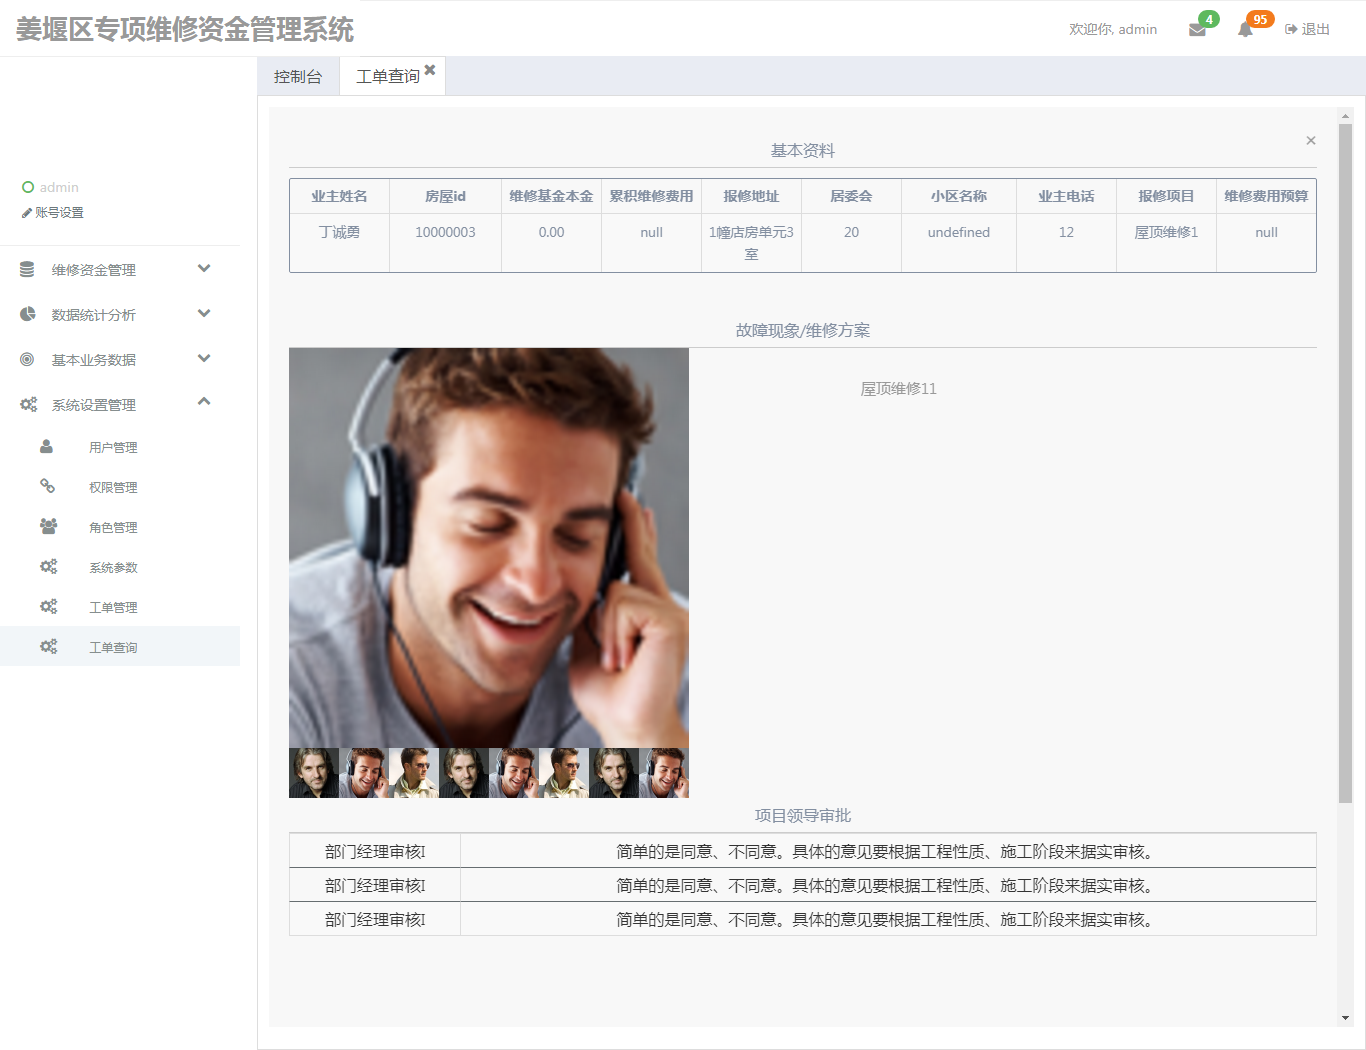 姜堰区专项维修资金管理系统
欢迎你, admin
4
95
退出
控制台
工单查询
admin
账号设置
维修资金管理
数据统计分析
基本业务数据
系统设置管理
用户管理
权限管理
角色管理
系统参数
工单管理
工单查询
基本资料
业主姓名 房屋id 维修基金本金 累积维修费用 报修地址 居委会 小区名称 业主电话 报修项目 维修费用预算
丁诚勇 10000003 0.00 null 1幢店房单元3 20 undefined 12 屋顶维修1 null
室
故障现象/维修方案
屋顶维修11
项目领导审批
部门经理审核I 简单的是同意、不同意。具体的意见要根据工程性质、施工阶段来据实审核。
部门经理审核I 简单的是同意、不同意。具体的意见要根据工程性质、施工阶段来据实审核。
部门经理审核I 简单的是同意、不同意。具体的意见要根据工程性质、施工阶段来据实审核。